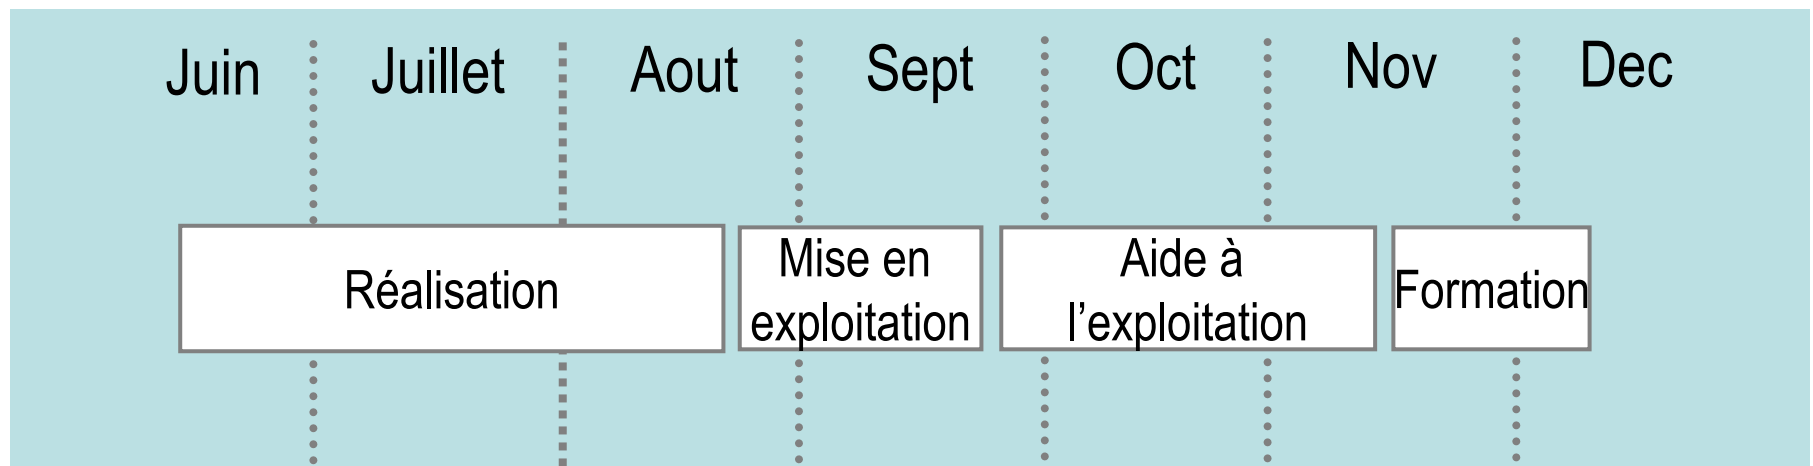 Juin Juillet Aout Sept Oct Nov Dec
Réalisation
Mise en
exploitation
Aide à
l’exploitation
Formation